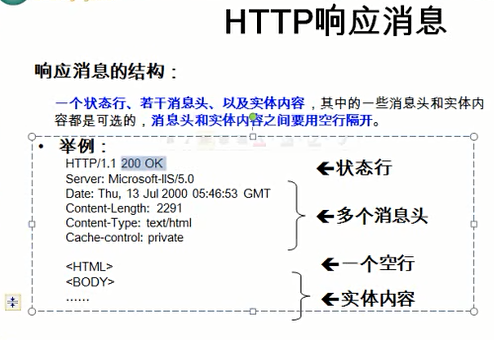 HTTP响应消息
响应消息的结构：
一个状态行、若干消息头、以及实体内容，其中的一些消息头和实体内
容都是可选的，消息头和实体内容之间要用空行隔开。
• 举例：
HTTP/1.1 200 OK ←状态行
Server: Microsoft-IIS/5.0
Date: Thu, 13 Jul 2000 05:46:53 GMT
Content-Length: 2291 ←多个消息头
Content-Type: text/html
Cache-control: private
←一个空行
<HTML>
<BODY>
…… ←实体内容